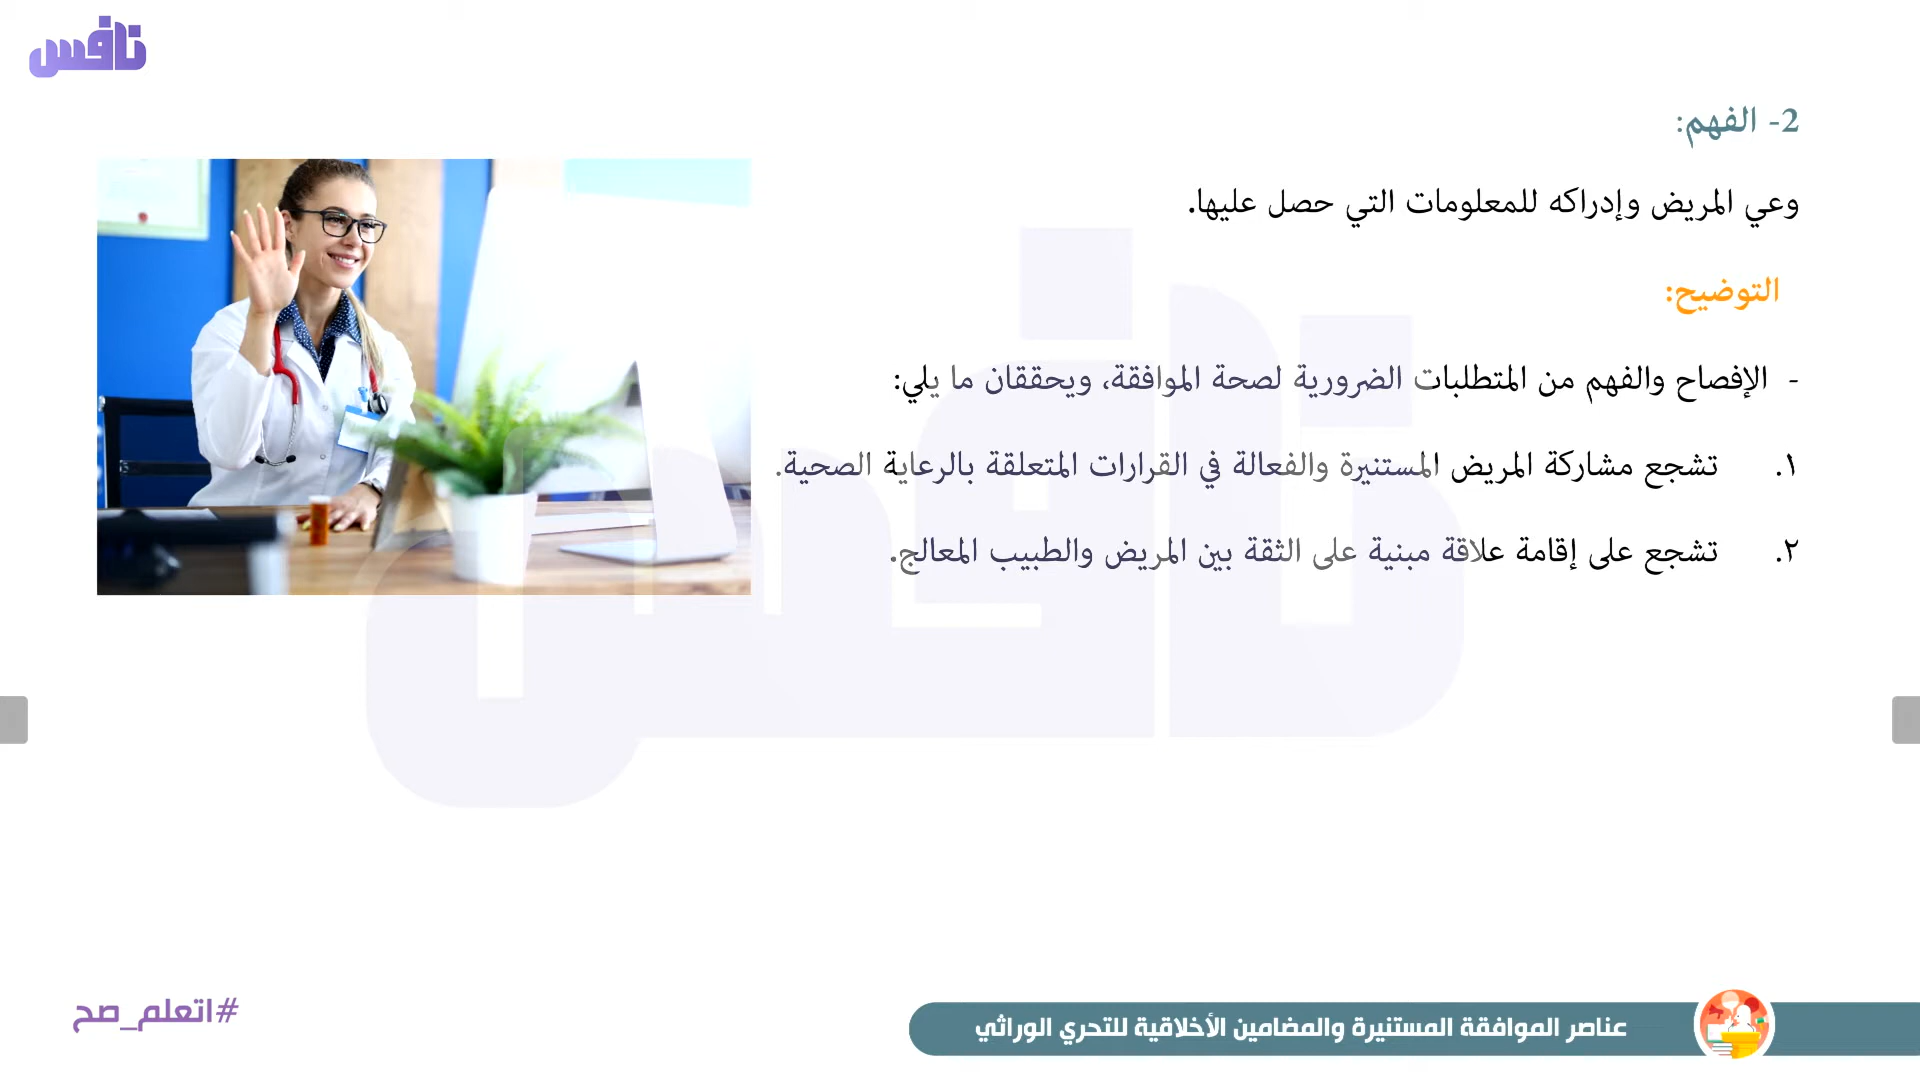 نافس
2- الفهم:
وعي المريض وإدراكه للمعلومات التي حصل عليها.
التوضيح:
- الإفصاح والفهم من المتطلبات الضرورية لصحة الموافقة، ويحققان ما يلي:
١. تشجع مشاركة المريض المستنيرة والفعالة في القرارات المتعلقة بالرعاية الصحية.
٢. تشجع على إقامة علاقة مبنية على الثقة بين المريض والطبيب المعالج.
نافس
#اتعلم_صح
عناصر الموافقة المستنيرة والمضامين الأخلاقية للتحري الوراثي